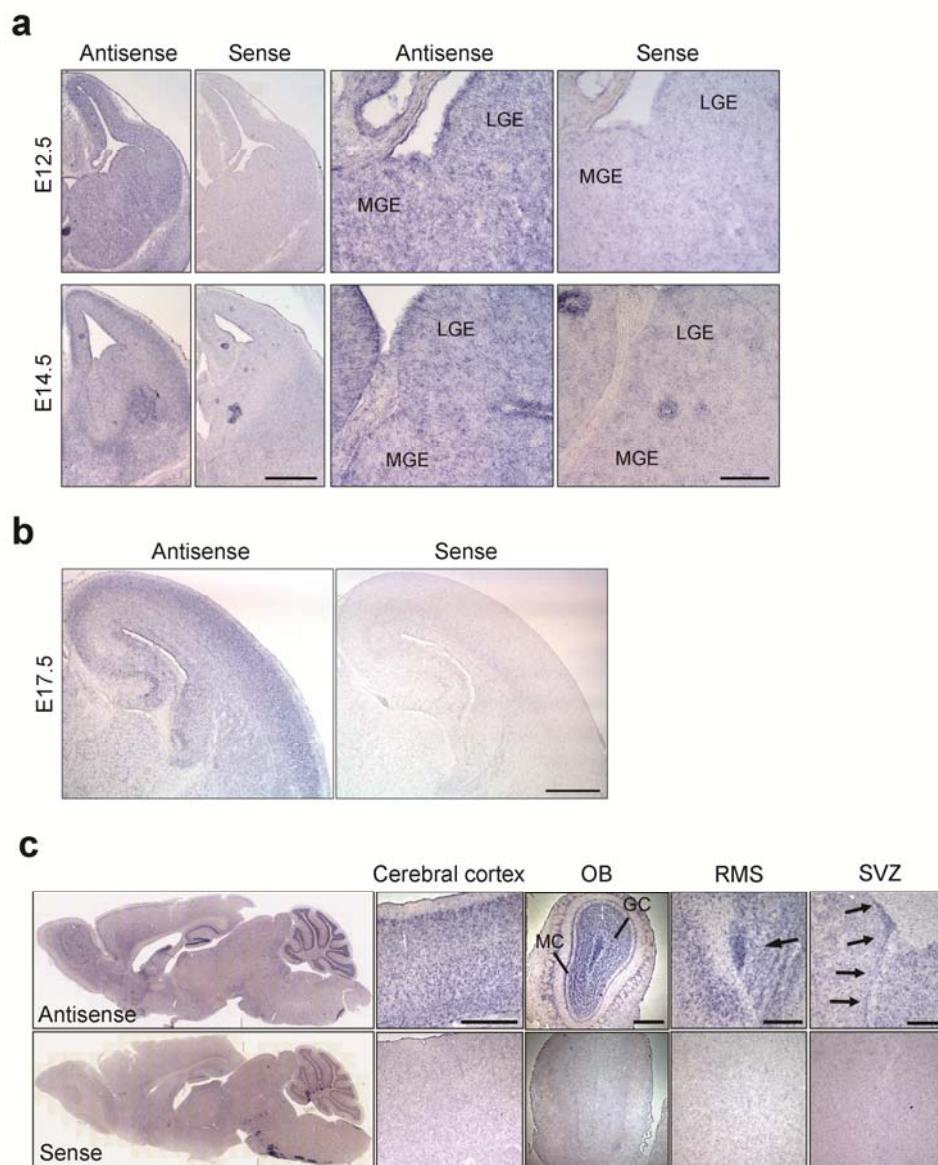 a
Antisense Sense Antisense Sense
E12.5
LGE LGE
MGE MGE
E14.5
LGE LGE
MGE MGE
b
Antisense Sense
E17.5
c
Cerebral cortex OB RMS SVZ
GC
MC
Antisense
Sense